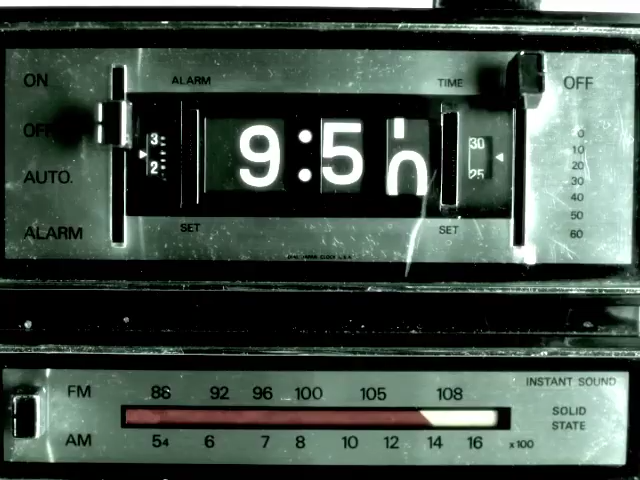 ON
ALARM
TIME
OFF
OFF
3
2
9:5
30
25
0
10
20
30
40
50
60
AUTO.
ALARM
SET
SET
FM 88 92 96 100 105 108
INSTANT SOUND
SOLID
STATE
AM 54 6 7 8 10 12 14 16 x100